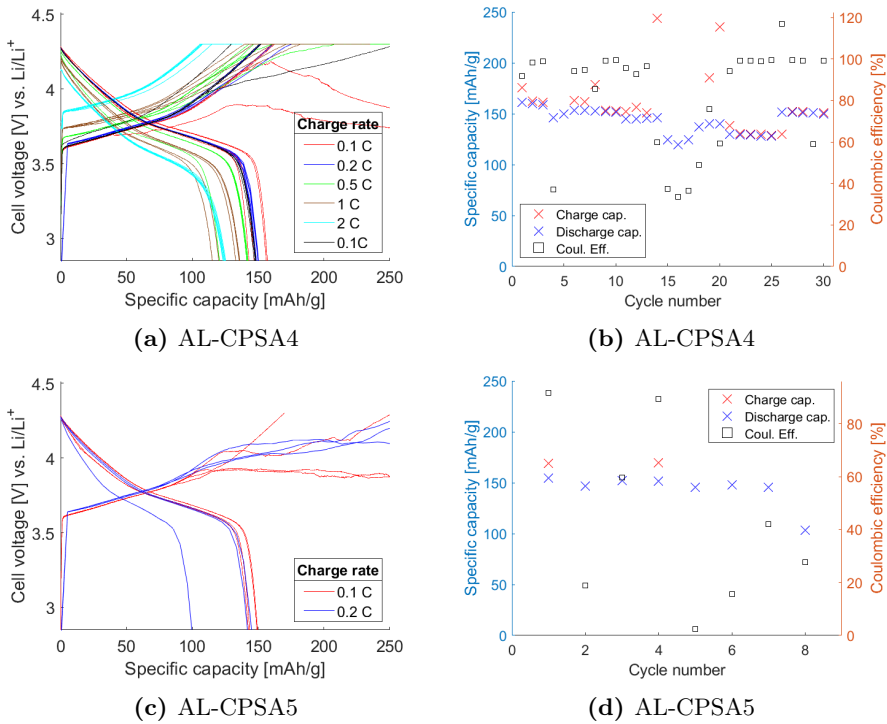 4.5
4
3.5
3
0
50
100
150
200
250
Cell voltage [V] vs. Li/Li+
Specific capacity [mAh/g]
Charge rate
0.1 C
0.2 C
0.5 C
1 C
2 C
0.1C
(a) AL-CPSA4
250
200
150
100
50
0
0
5
10
15
20
25
30
120
100
80
60
40
20
0
Specific capacity [mAh/g]
Coulombic efficiency [%]
Cycle number
Charge cap.
Discharge cap.
Coul. Eff.
(b) AL-CPSA4
4.5
4
3.5
3
0
50
100
150
200
250
Cell voltage [V] vs. Li/Li+
Specific capacity [mAh/g]
Charge rate
0.1 C
0.2 C
(c) AL-CPSA5
250
200
150
100
50
0
0
2
4
6
8
80
60
40
20
0
Specific capacity [mAh/g]
Coulombic efficiency [%]
Cycle number
Charge cap.
Discharge cap.
Coul. Eff.
(d) AL-CPSA5